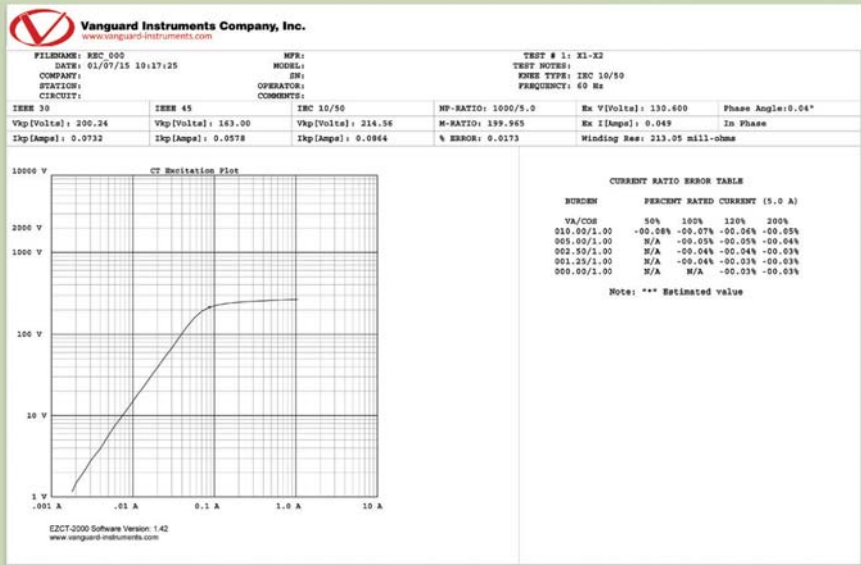 Vanguard Instruments Company, Inc.
www.vanguard-instruments.com
FILENAME: REC_000
DATE: 01/07/15 10:17:25
COMPANY:
STATION:
CIRCUIT:
MFR:
MODEL:
SN:
OPERATOR:
COMMENTS:
TEST # 1: X1-X2
TEST NOTES:
KNEE TYPE: IEC 10/50
FREQUENCY: 60 Hz
IEEE 30 IEEE 45 IEC 10/50 NP-RATIO: 1000/5.0 Ex V[Volts]: 130.600 Phase Angle:0.04°
Vkp[Volts]: 200.24 Vkp[Volts]: 163.00 Vkp[Volts]: 214.56 M-RATIO: 199.965 Ex I[Amps]: 0.049 In Phase
Ikp[Amps]: 0.0732 Ikp[Amps]: 0.0578 Ikp[Amps]: 0.0864 % ERROR: 0.0173 Winding Res: 213.05 mill-ohms
CT Excitation Plot
10000 V
2000 V
1000 V
100 V
10 V
1 V
.001 A .01 A 0.1 A 1.0 A 10 A
EZCT-2000 Software Version: 1.42
www.vanguard-instruments.com
CURRENT RATIO ERROR TABLE
BURDEN PERCENT RATED CURRENT (5.0 A)
VA/COS 50% 100% 120% 200%
010.00/1.00 -00.08% -00.07% -00.06% -00.05%
005.00/1.00 N/A -00.05% -00.05% -00.04%
002.50/1.00 N/A -00.04% -00.04% -00.03%
001.25/1.00 N/A -00.04% -00.03% -00.03%
000.00/1.00 N/A N/A -00.03% -00.03%
Note: "*" Estimated value